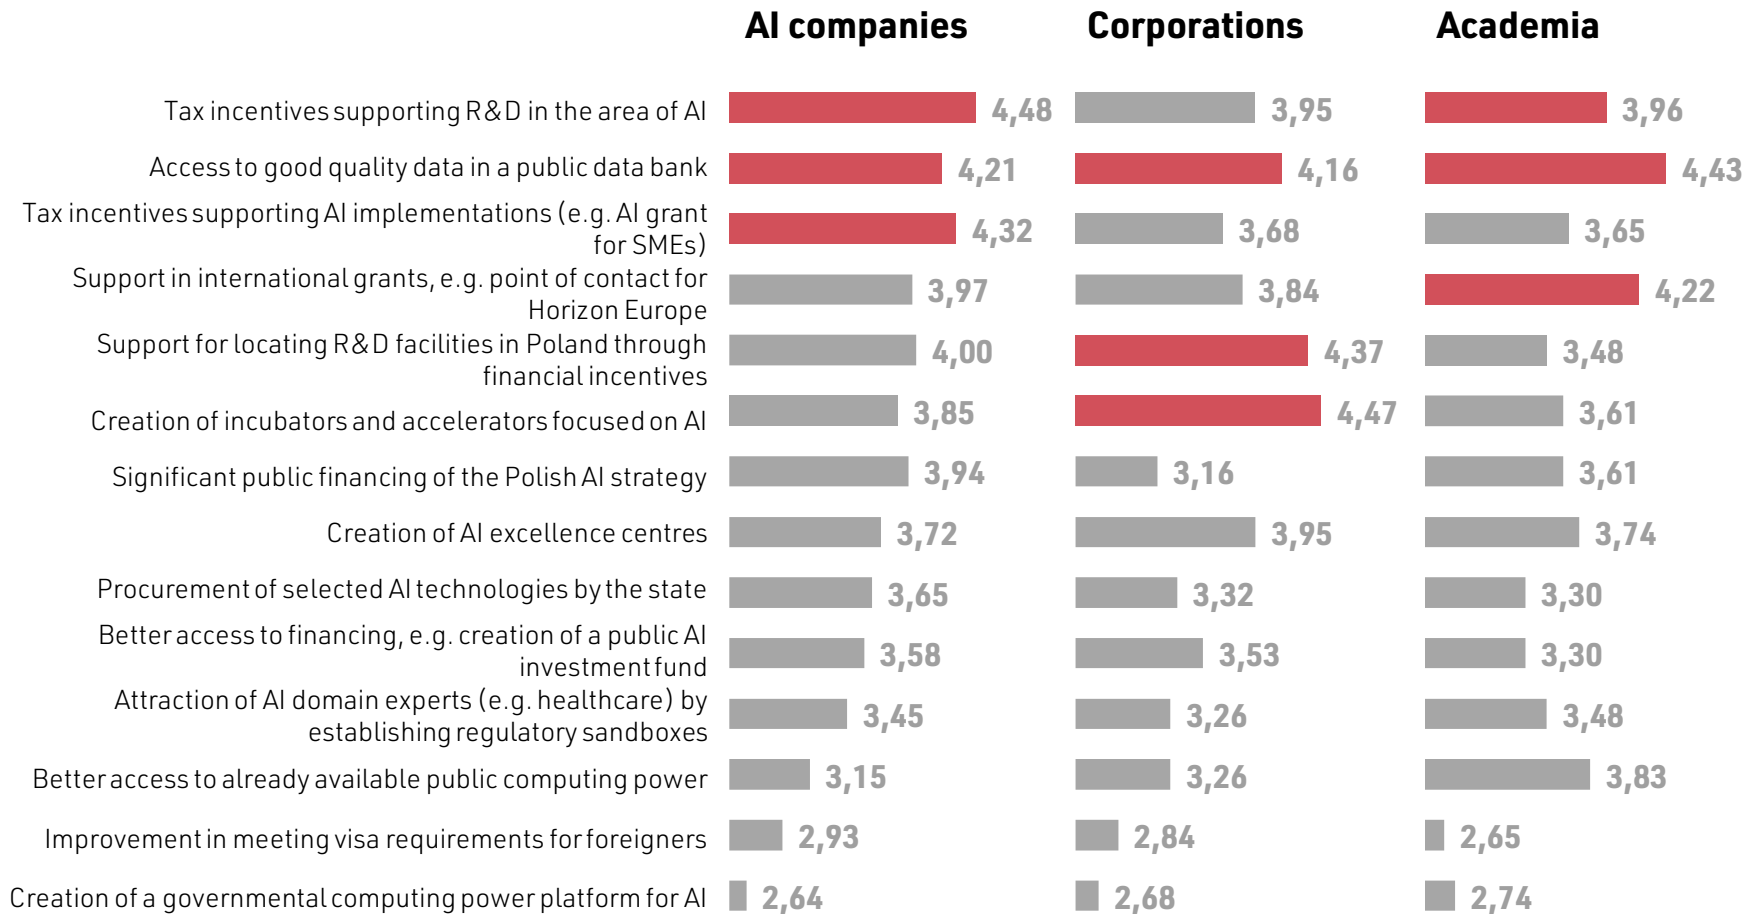 AI companies Corporations Academia
Tax incentives supporting R&D in the area of AI 4,48 3,95 3,96
Access to good quality data in a public data bank 4,21 4,16 4,43
Tax incentives supporting AI implementations (e.g. AI grant
for SMEs) 4,32 3,68 3,65
Support in international grants, e.g. point of contact for
Horizon Europe 3,97 3,84 4,22
Support for locating R&D facilities in Poland through
financial incentives 4,00 4,37 3,48
Creation of incubators and accelerators focused on AI 3,85 4,47 3,61
Significant public financing of the Polish AI strategy 3,94 3,16 3,61
Creation of AI excellence centres 3,72 3,95 3,74
Procurement of selected AI technologies by the state 3,65 3,32 3,30
Better access to financing, e.g. creation of a public AI
investment fund 3,58 3,53 3,30
Attraction of AI domain experts (e.g. healthcare) by
establishing regulatory sandboxes 3,45 3,26 3,48
Better access to already available public computing power 3,15 3,26 3,83
Improvement in meeting visa requirements for foreigners 2,93 2,84 2,65
Creation of a governmental computing power platform for AI 2,64 2,68 2,74